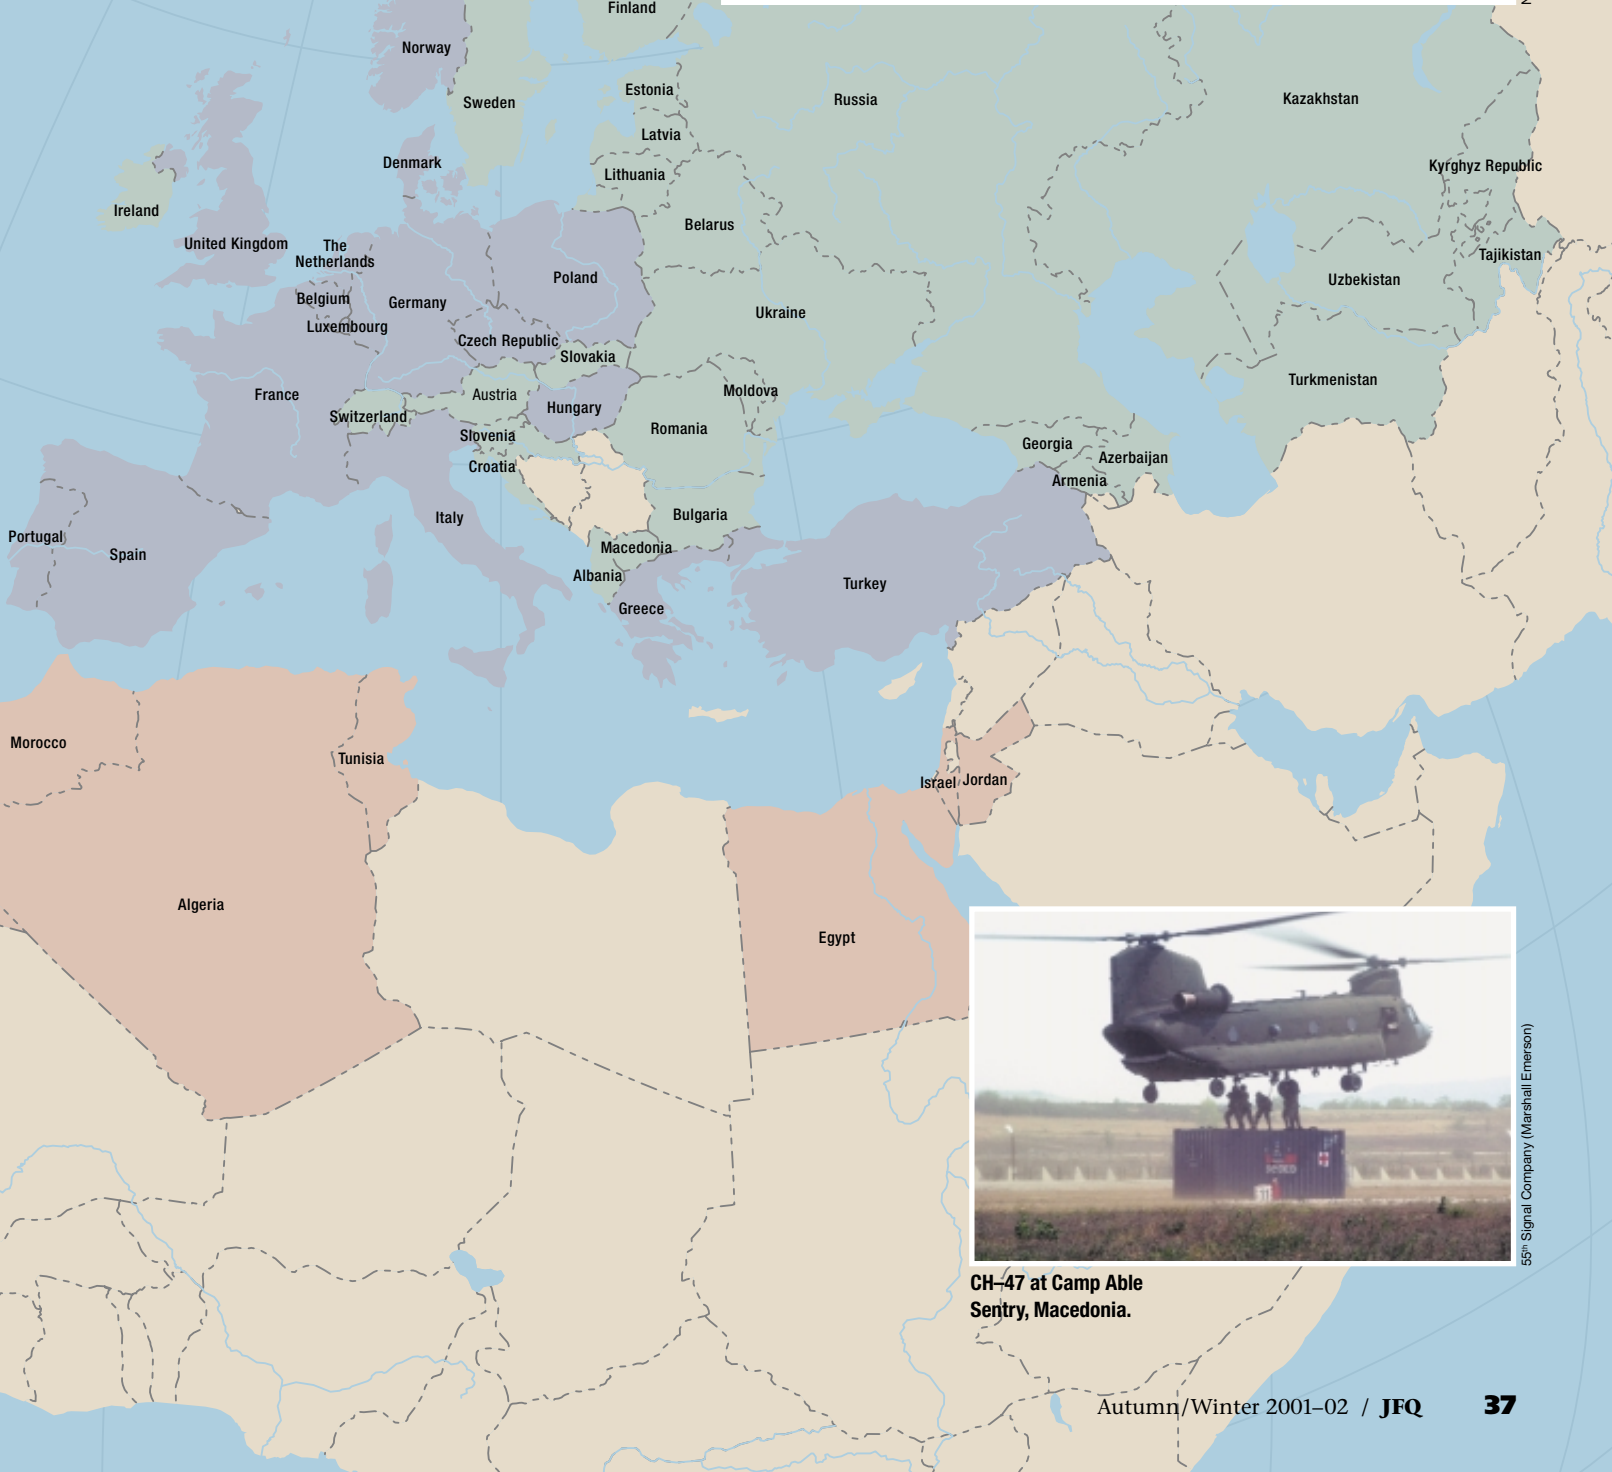 Finland
Norway
Sweden
Estonia
Russia
Kazakhstan
Latvia
Denmark
Lithuania
Kyrghyz Republic
Ireland
Belarus
United Kingdom
The
Netherlands
Tajikistan
Poland
Uzbekistan
Belgium
Germany
Ukraine
Luxembourg
Czech Republic
Slovakia
Turkmenistan
France
Austria
Moldova
Switzerland
Hungary
Romania
Slovenia
Georgia
Croatia
Azerbaijan
Armenia
Italy
Bulgaria
Portugal
Spain
Macedonia
Albania
Turkey
Greece
Morocco
Tunisia
Israel
Jordan
Algeria
Egypt
55th Signal Company (Marshall Emerson)
CH–47 at Camp Able
Sentry, Macedonia.
Autumn/Winter 2001–02 / JFQ 37